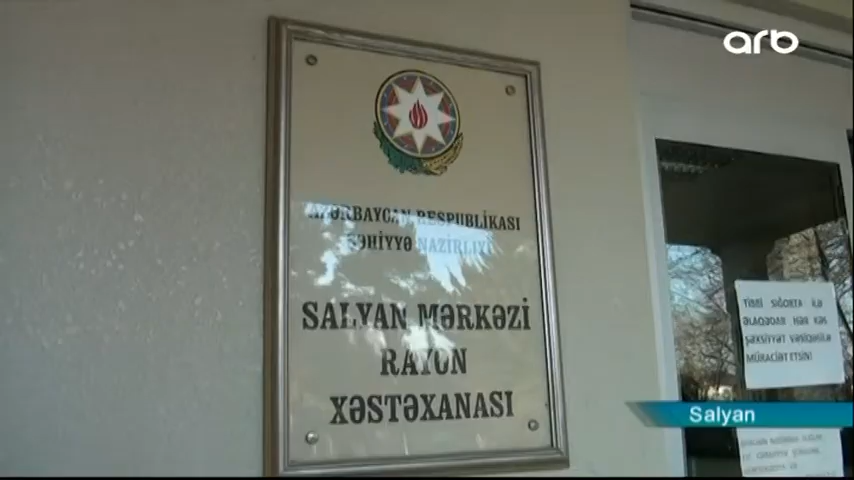 arb
AZƏRBAYCAN RESPUBLİKASI
SƏHİYYƏ NAZİRLİYİ
SALYAN MƏRKƏZİ
RAYON
XƏSTƏXANASI
TİBBİ SIĞORTA İLƏ
ƏLAQƏDAR HƏR KƏS
ŞƏXSİYYƏT VƏSİQƏSİLƏ
MÜRACİƏT ETSİN!
Salyan